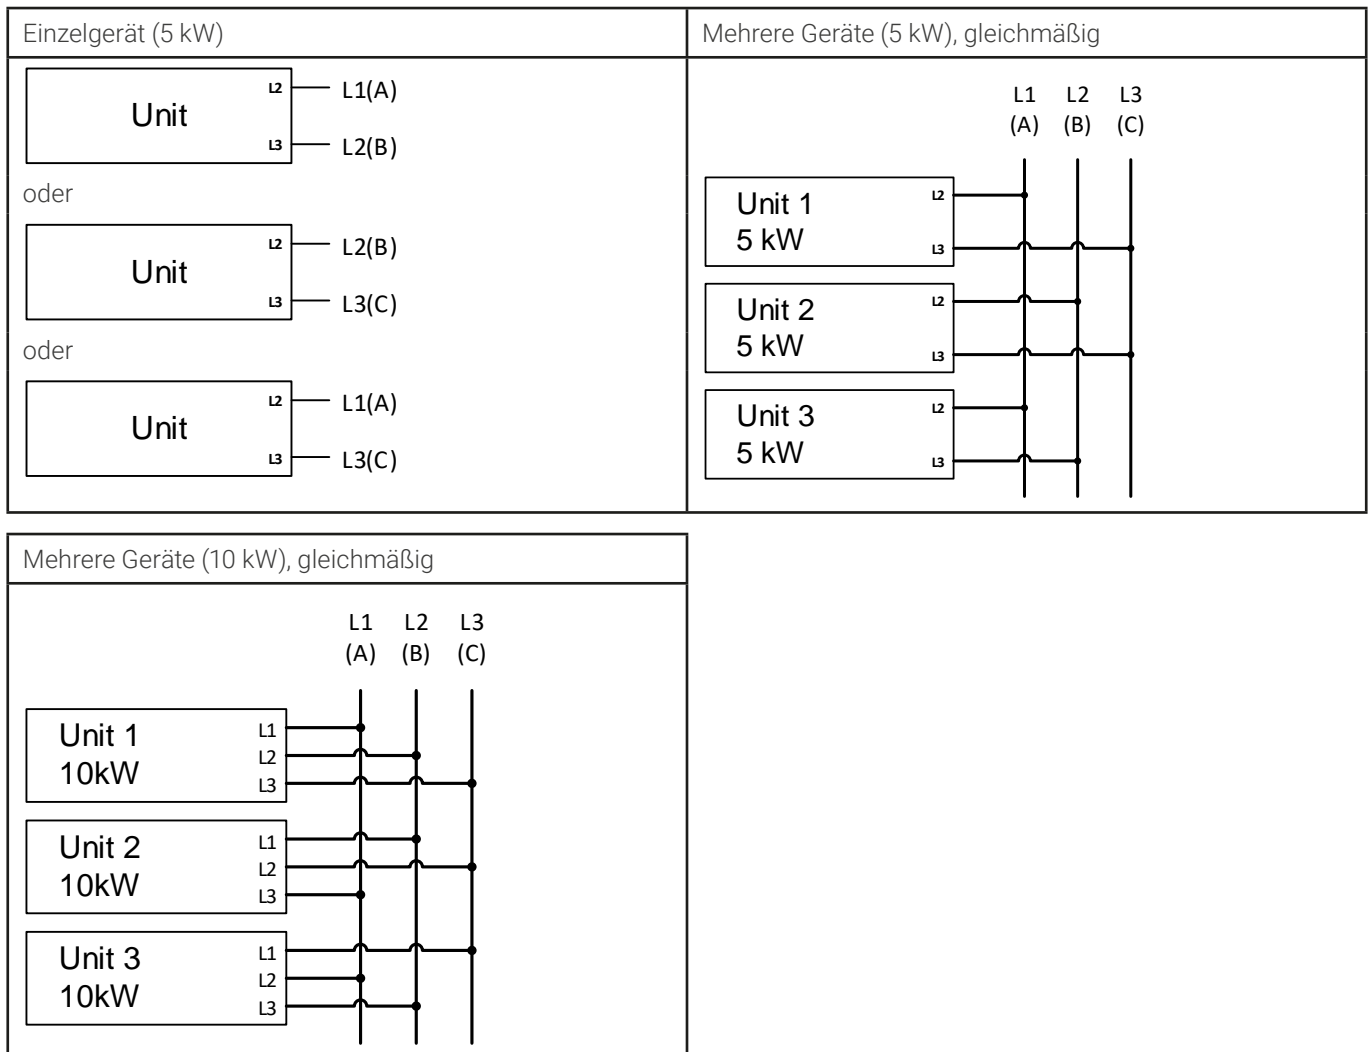 Einzelgerät (5 kW)
Unit
L2
L1(A)
L3
L2(B)
oder
Unit
L2
L2(B)
L3
L3(C)
oder
Unit
L2
L1(A)
L3
L3(C)
Mehrere Geräte (5 kW), gleichmäßig
L1 L2 L3
(A) (B) (C)
Unit 1
5 kW
L2
L3
Unit 2
5 kW
L2
L3
Unit 3
5 kW
L2
L3
Mehrere Geräte (10 kW), gleichmäßig
L1 L2 L3
(A) (B) (C)
Unit 1
10kW
L1
L2
L3
Unit 2
10kW
L1
L2
L3
Unit 3
10kW
L1
L2
L3